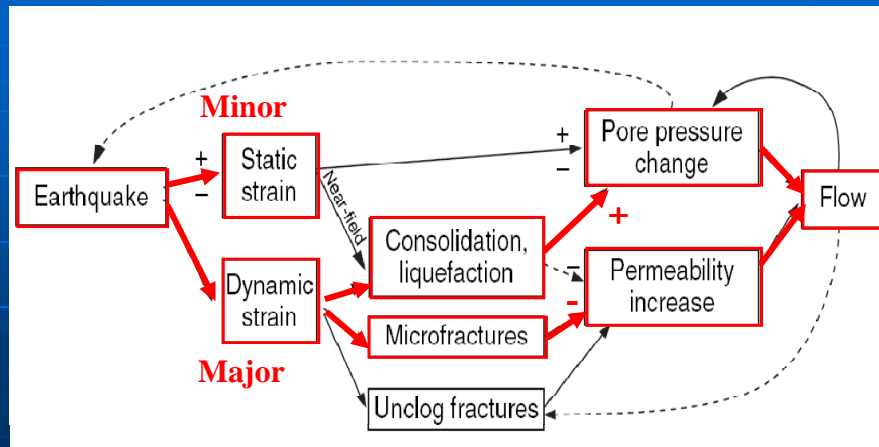 Minor
Earthquake
+
−
Static
strain
Near-field
+
−
Pore pressure
change
Flow
+
Consolidation,
liquefaction
−
-
Permeability
increase
Dynamic
strain
Microfractures
Major
Unclog fractures